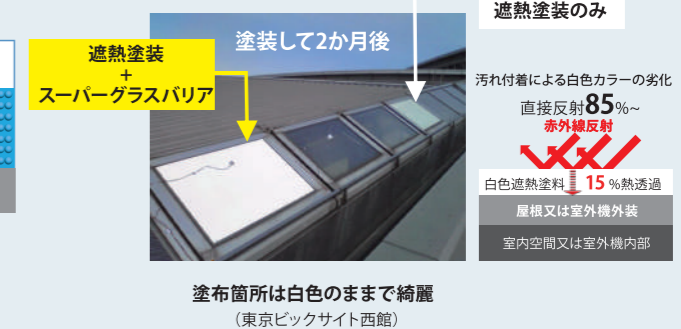 遮熱塗装のみ
塗装して2か月後
遮熱塗装
+
スーパーグラスバリア
汚れ付着による白色カラーの劣化
直接反射85%~
赤外線反射
白色遮熱塗料 15%熱透過
屋根又は室外機外装
室内空間又は室外機内部
塗布箇所は白色のままで綺麗
（東京ビックサイト西館）